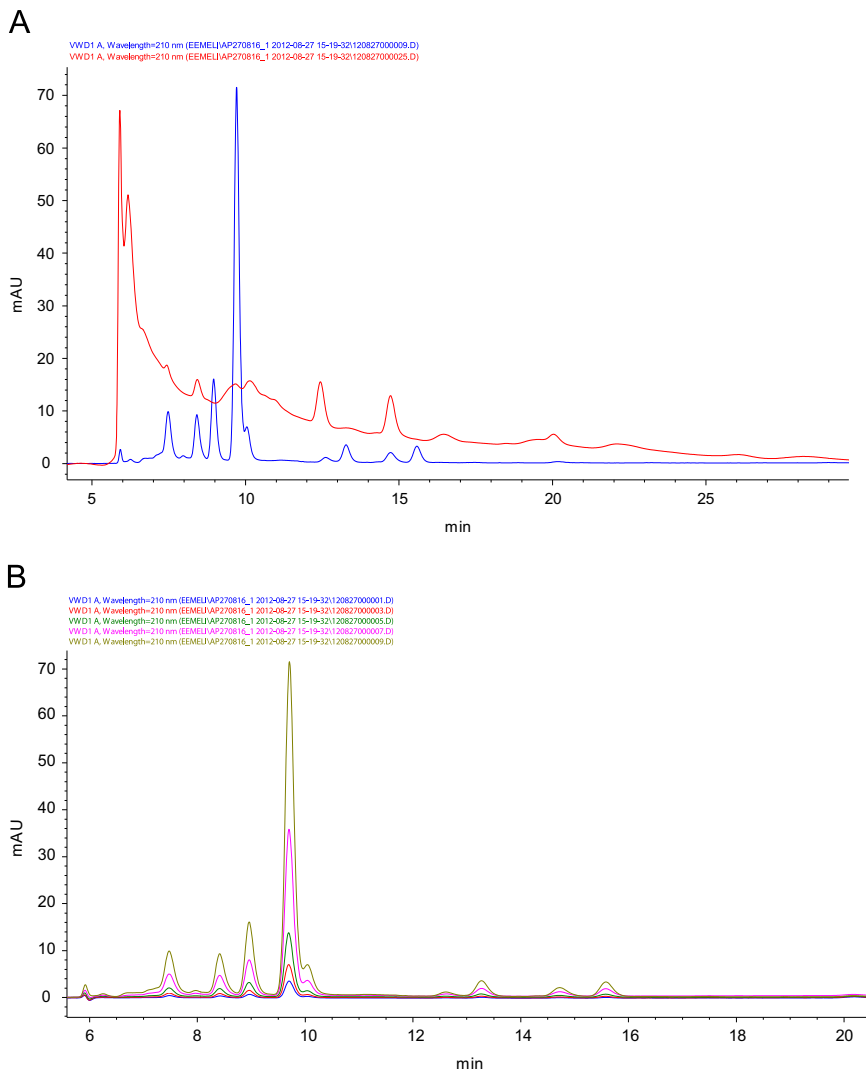 A
VWD1 A, Wavelength=210 nm (EEMELI\AP270816_1 2012-08-27 15-19-32\120827000009.D)
VWD1 A, Wavelength=210 nm (EEMELI\AP270816_1 2012-08-27 15-19-32\120827000025.D)
70
60
50
40
30
20
10
0
mAU
5 10 15 20 25
min
B
VWD1 A, Wavelength=210 nm (EEMELI\AP270816_1 2012-08-27 15-19-32\120827000001.D)
VWD1 A, Wavelength=210 nm (EEMELI\AP270816_1 2012-08-27 15-19-32\120827000003.D)
VWD1 A, Wavelength=210 nm (EEMELI\AP270816_1 2012-08-27 15-19-32\120827000005.D)
VWD1 A, Wavelength=210 nm (EEMELI\AP270816_1 2012-08-27 15-19-32\120827000007.D)
VWD1 A, Wavelength=210 nm (EEMELI\AP270816_1 2012-08-27 15-19-32\120827000009.D)
70
60
50
40
30
20
10
0
mAU
6 8 10 12 14 16 18 20
min